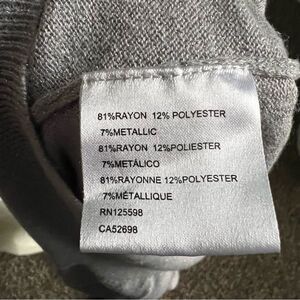 81%RAYON 12% POLYESTER
7%METALLIC
81%RAYON 12%POLIESTER
7%METÁLICO
81%RAYONNE 12%POLYESTER
7%MÉTALLIQUE
RN125598
CA52698